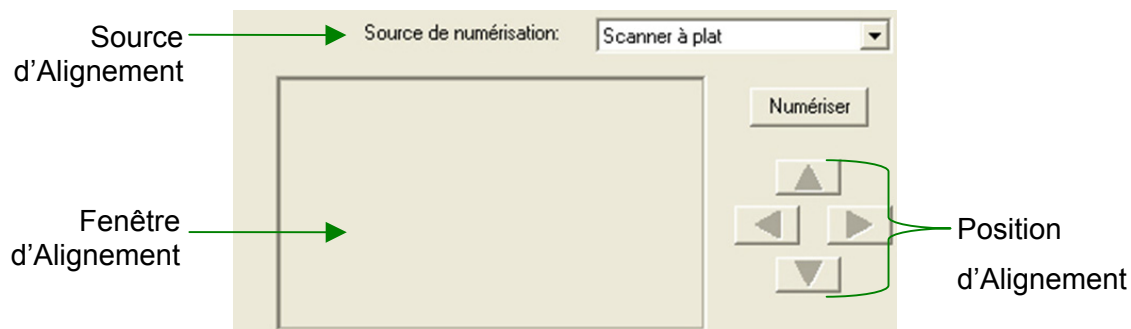 Source
d’Alignement
Source de numérisation:
Scanner à plat
Numériser
Fenêtre
d’Alignement
Position
d’Alignement